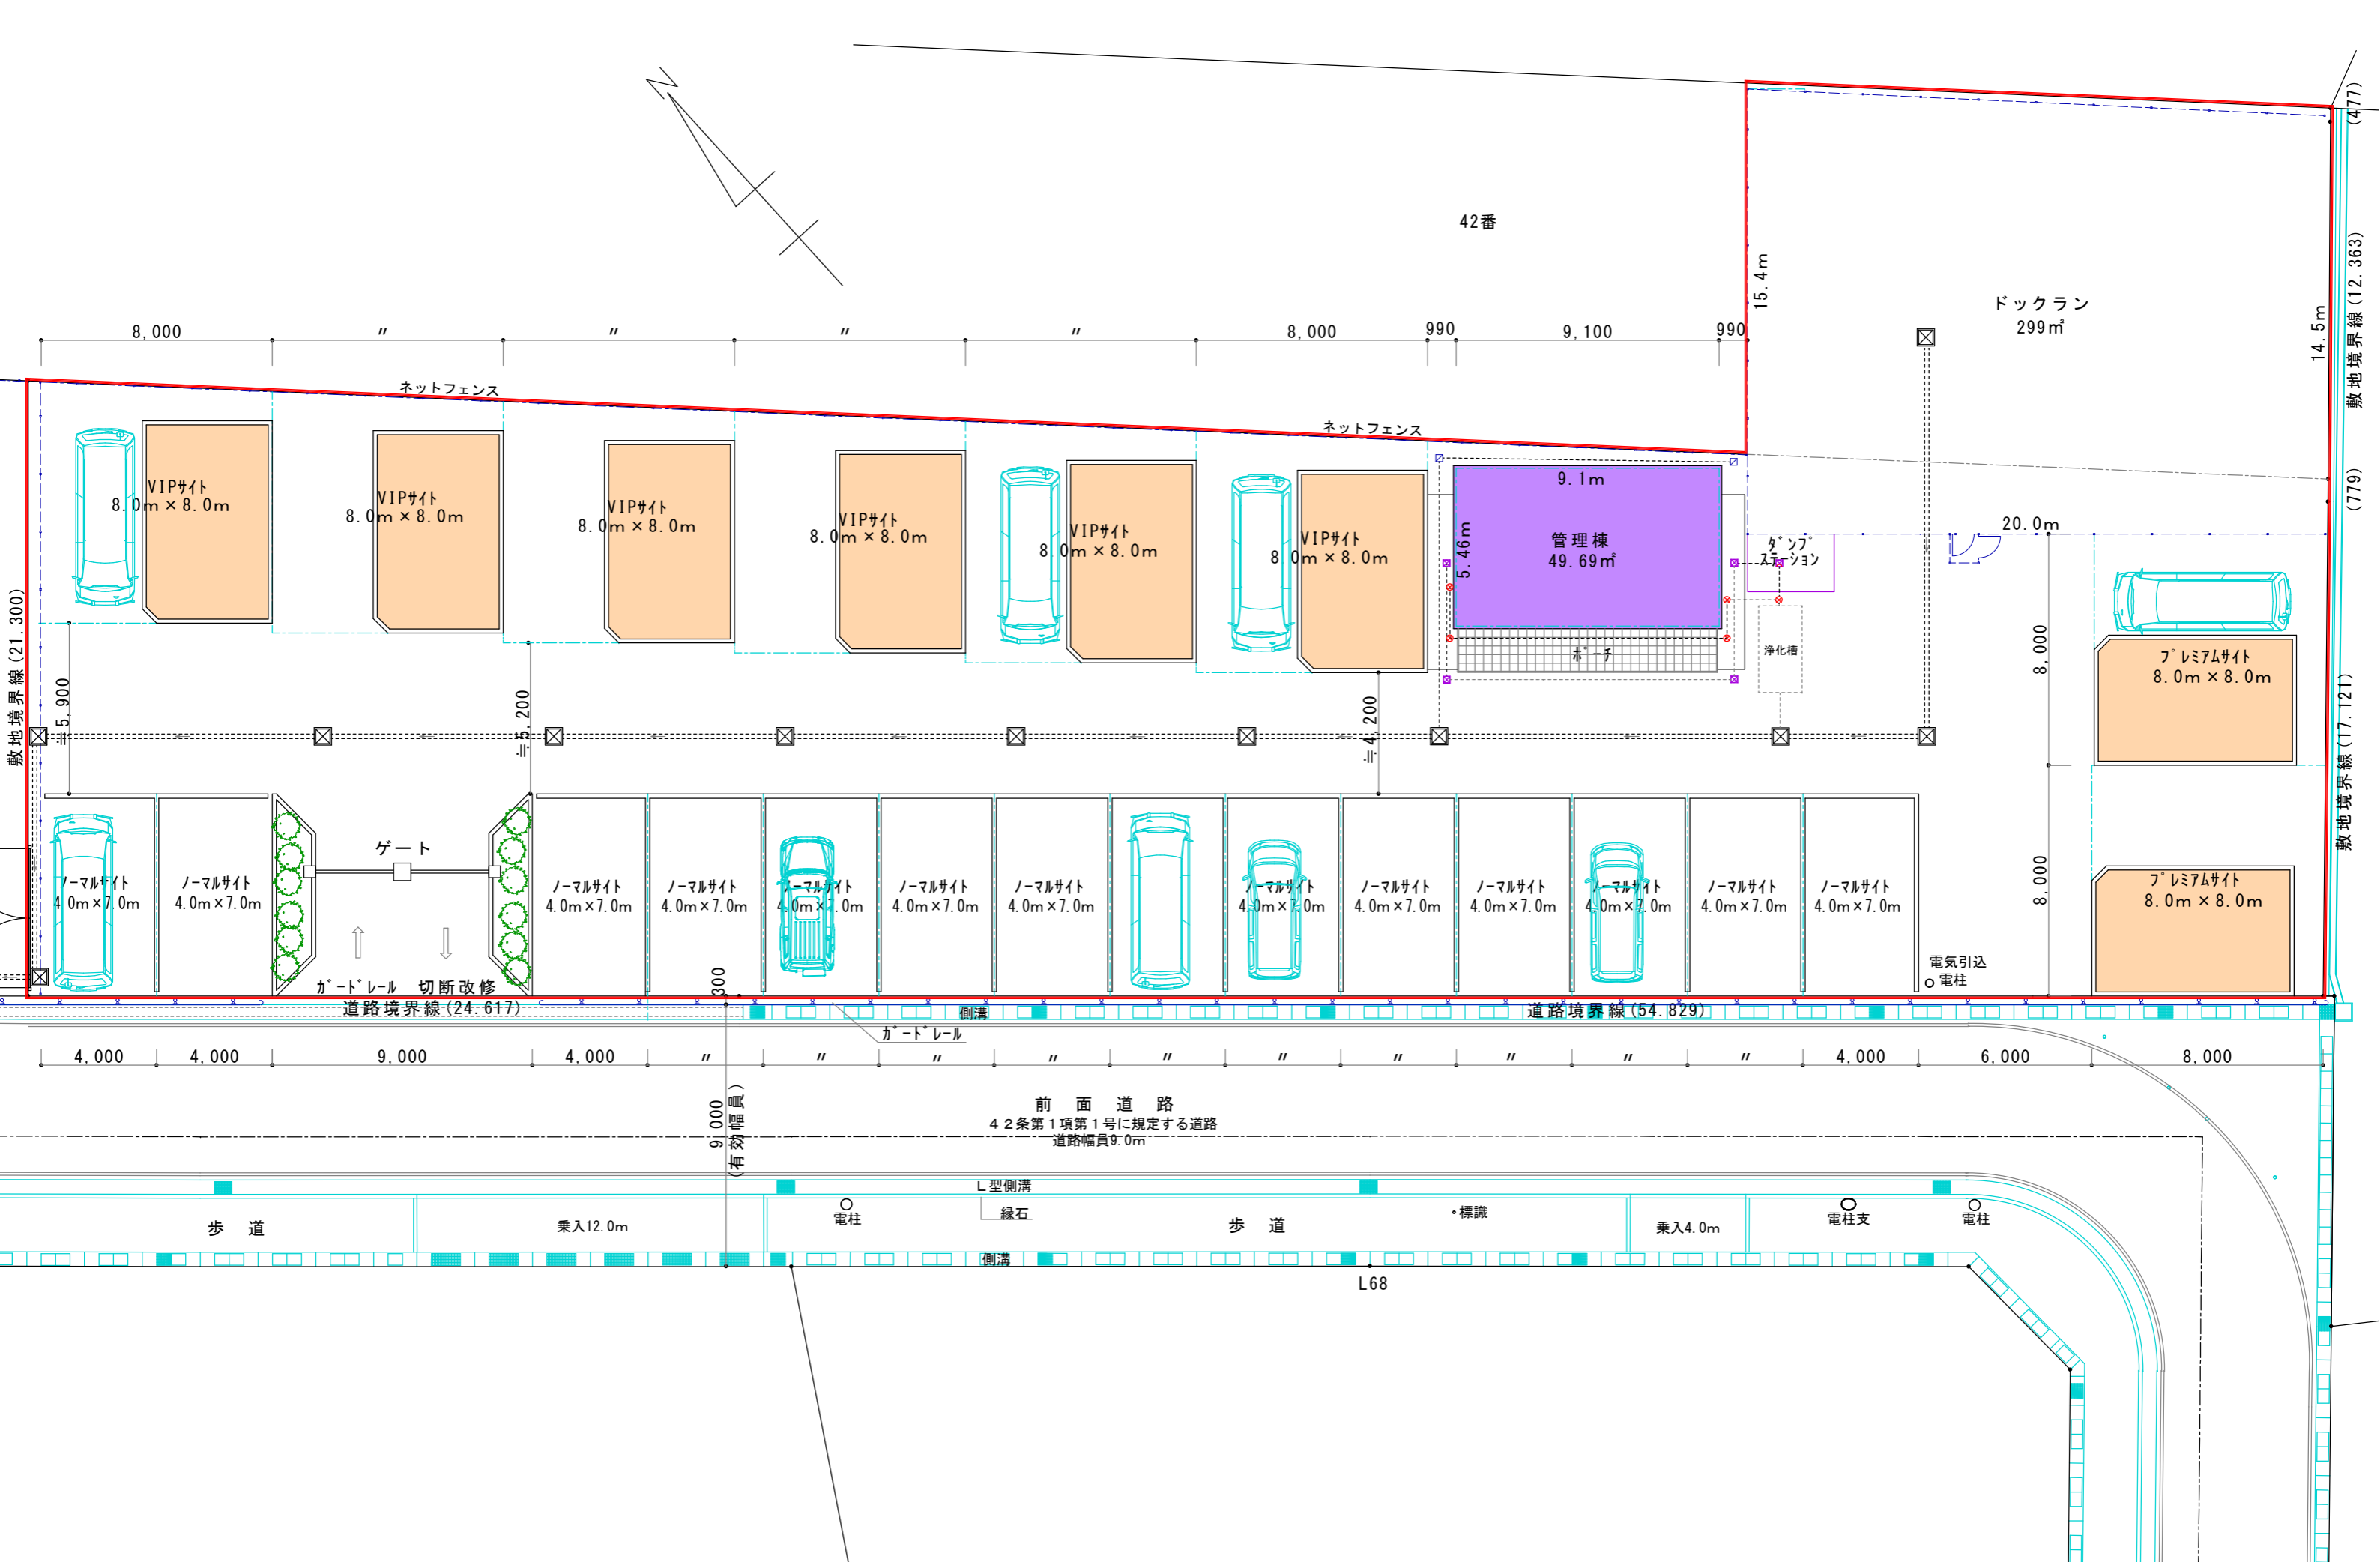 (477)
42番
敷地境界線(12.363)
15.4m
ドックラン
299㎡
14.5m
8,000
〃
〃
〃
〃
8,000
990
9,100
990
ネットフェンス
ネットフェンス
(779)
VIPサイト
8.0m×8.0m
VIPサイト
8.0m×8.0m
VIPサイト
8.0m×8.0m
VIPサイト
8.0m×8.0m
VIPサイト
8.0m×8.0m
VIPサイト
8.0m×8.0m
9.1m
5.46m
管理棟
49.69㎡
ポーチ
ダンプ
ステーション
浄化槽
20.0m
8,000
プレミアムサイト
8.0m×8.0m
敷地境界線(21.300)
≒5,900
≒5,200
≒4,200
敷地境界線(17.121)
ノーマルサイト
4.0m×7.0m
ノーマルサイト
4.0m×7.0m
ゲート
ノーマルサイト
4.0m×7.0m
ノーマルサイト
4.0m×7.0m
ノーマルサイト
4.0m×7.0m
ノーマルサイト
4.0m×7.0m
ノーマルサイト
4.0m×7.0m
ノーマルサイト
4.0m×7.0m
ノーマルサイト
4.0m×7.0m
ノーマルサイト
4.0m×7.0m
ノーマルサイト
4.0m×7.0m
ノーマルサイト
4.0m×7.0m
ノーマルサイト
4.0m×7.0m
8,000
プレミアムサイト
8.0m×8.0m
電気引込
電柱
ガードレール 切断改修
道路境界線(24.617)
300
側溝
道路境界線(54.829)
ガードレール
4,000
4,000
9,000
4,000
〃
〃
〃
〃
〃
〃
〃
〃
〃
〃
4,000
6,000
8,000
9,000
(有効幅員)
前面道路
42条第1項第1号に規定する道路
道路幅員9.0m
L型側溝
縁石
歩道
乗入12.0m
電柱
歩道
標識
乗入4.0m
電柱支
電柱
側溝
L68